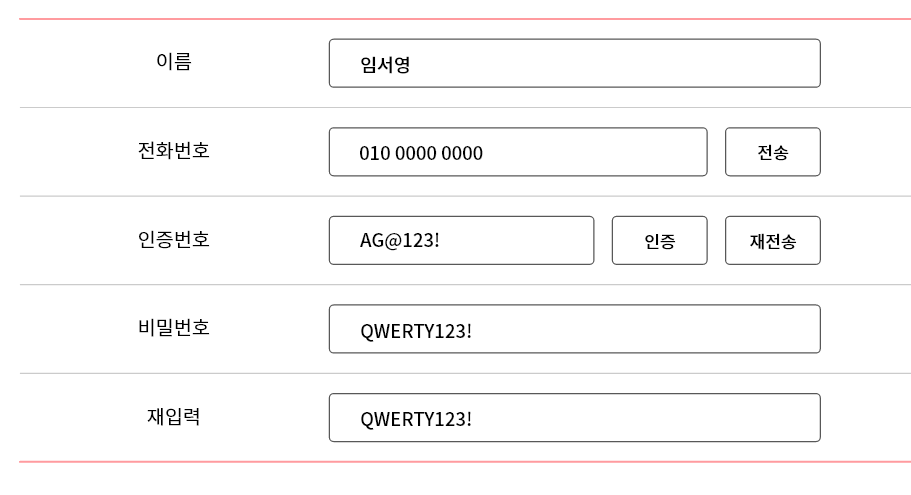 이름 임서영
전화번호 010 0000 0000 전송
인증번호 AG@123! 인증 재전송
비밀번호 QWERTY123!
재입력 QWERTY123!